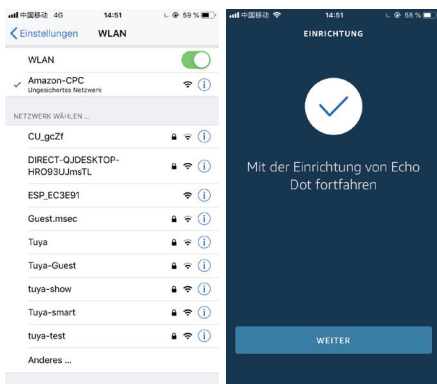 中国移动 4G 14:51 59 %
Einstellungen WLAN
WLAN
Amazon-CPC
Ungesichertes Netzwerk
NETZWERK WÄHLEN ...
CU_gcZf
DIRECT-QJDESKTOP-
HRO93UJmsTL
ESP_EC3E91
Guest.msec
Tuya
Tuya-Guest
tuya-show
Tuya-smart
tuya-test
Anderes ...
中国移动 14:51 58 %
EINRICHTUNG
Mit der Einrichtung von Echo
Dot fortfahren
WEITER